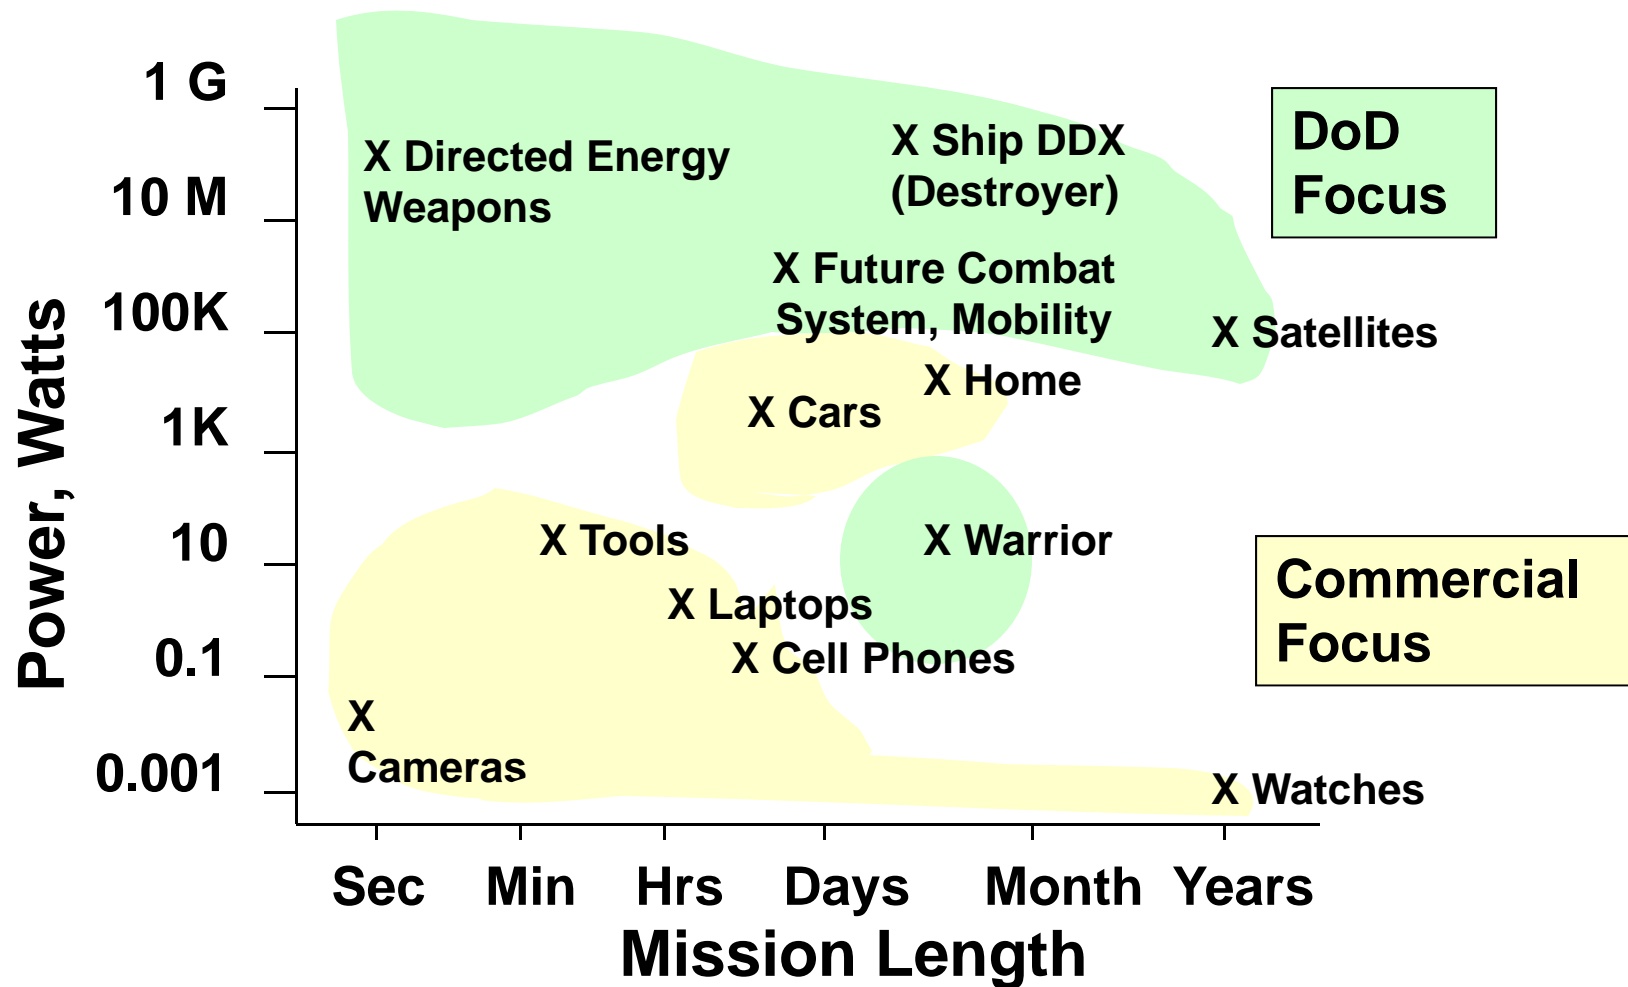 1 G
10 M
100K
1K
10
0.1
0.001
Power, Watts
X Directed Energy
Weapons
X Ship DDX
(Destroyer)
X Future Combat
System, Mobility
X Satellites
X Home
X Cars
X Tools
X Warrior
X Laptops
X Cell Phones
X
Cameras
X Watches
DoD
Focus
Commercial
Focus
Sec
Min
Hrs
Days
Month
Years
Mission Length